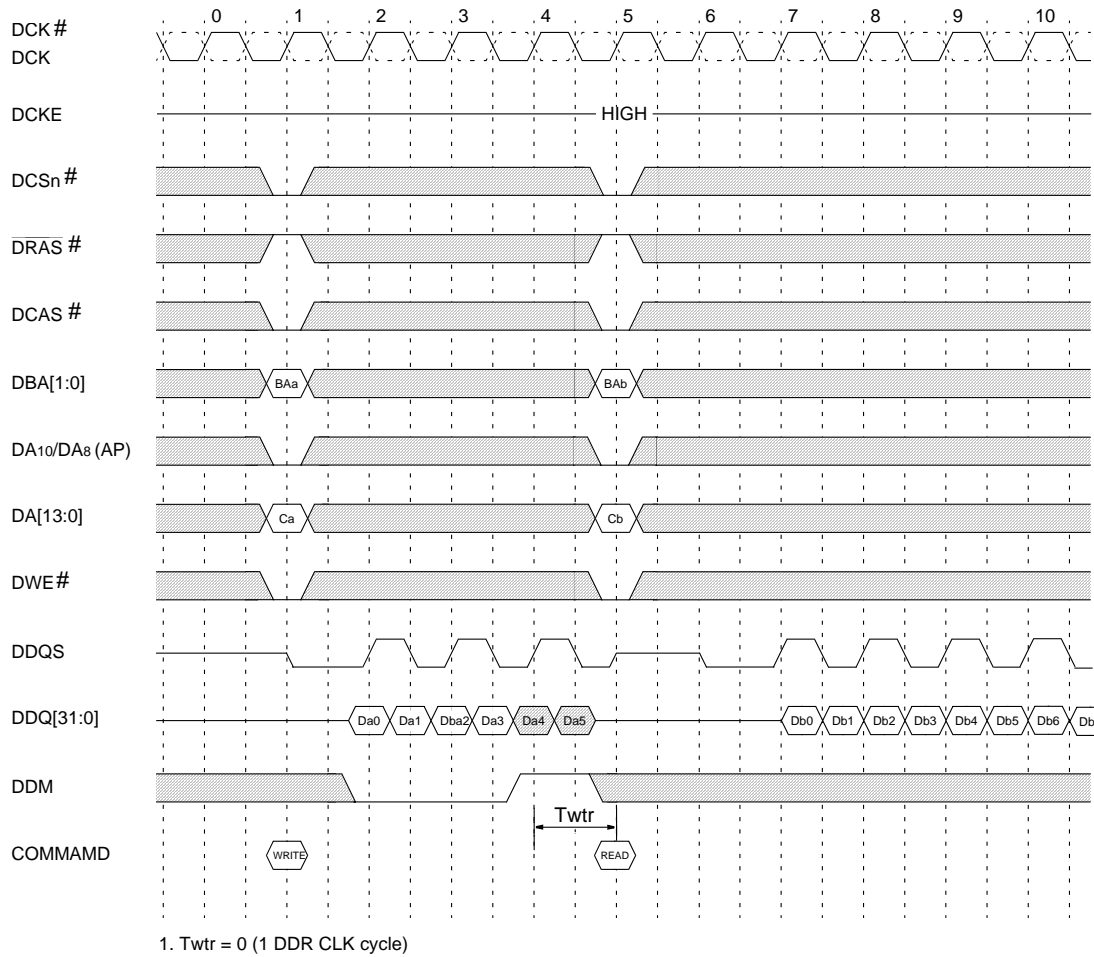 0 1 2 3 4 5 6 7 8 9 10
DCK #
DCK
DCKE HIGH
DCSn #
DRAS #
DCAS #
DBA[1:0] BAa BAb
DA10/DA8 (AP)
DA[13:0] Ca Cb
DWE #
DDQS
DDQ[31:0] Da0 Da1 Dba2 Da3 Da4 Da5 Db0 Db1 Db2 Db3 Db4 Db5 Db6 Db
DDM
Twtr
COMMAMD WRITE READ
1. Twtr = 0 (1 DDR CLK cycle)